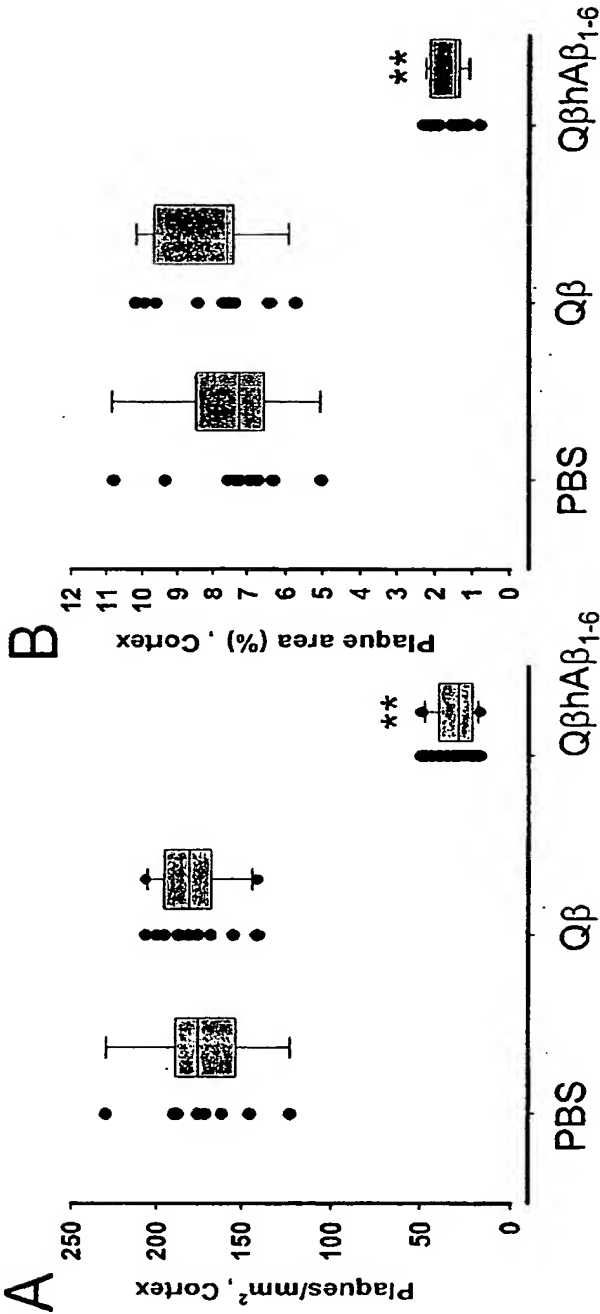 A
Plaques/mm², Cortex
250
200
150
100
50
0
**
PBS
Qβ
QβhAβ1-6
B
Plaque area (%) , Cortex
12
11
10
9
8
7
6
5
4
3
2
1
0
**
PBS
Qβ
QβhAβ1-6